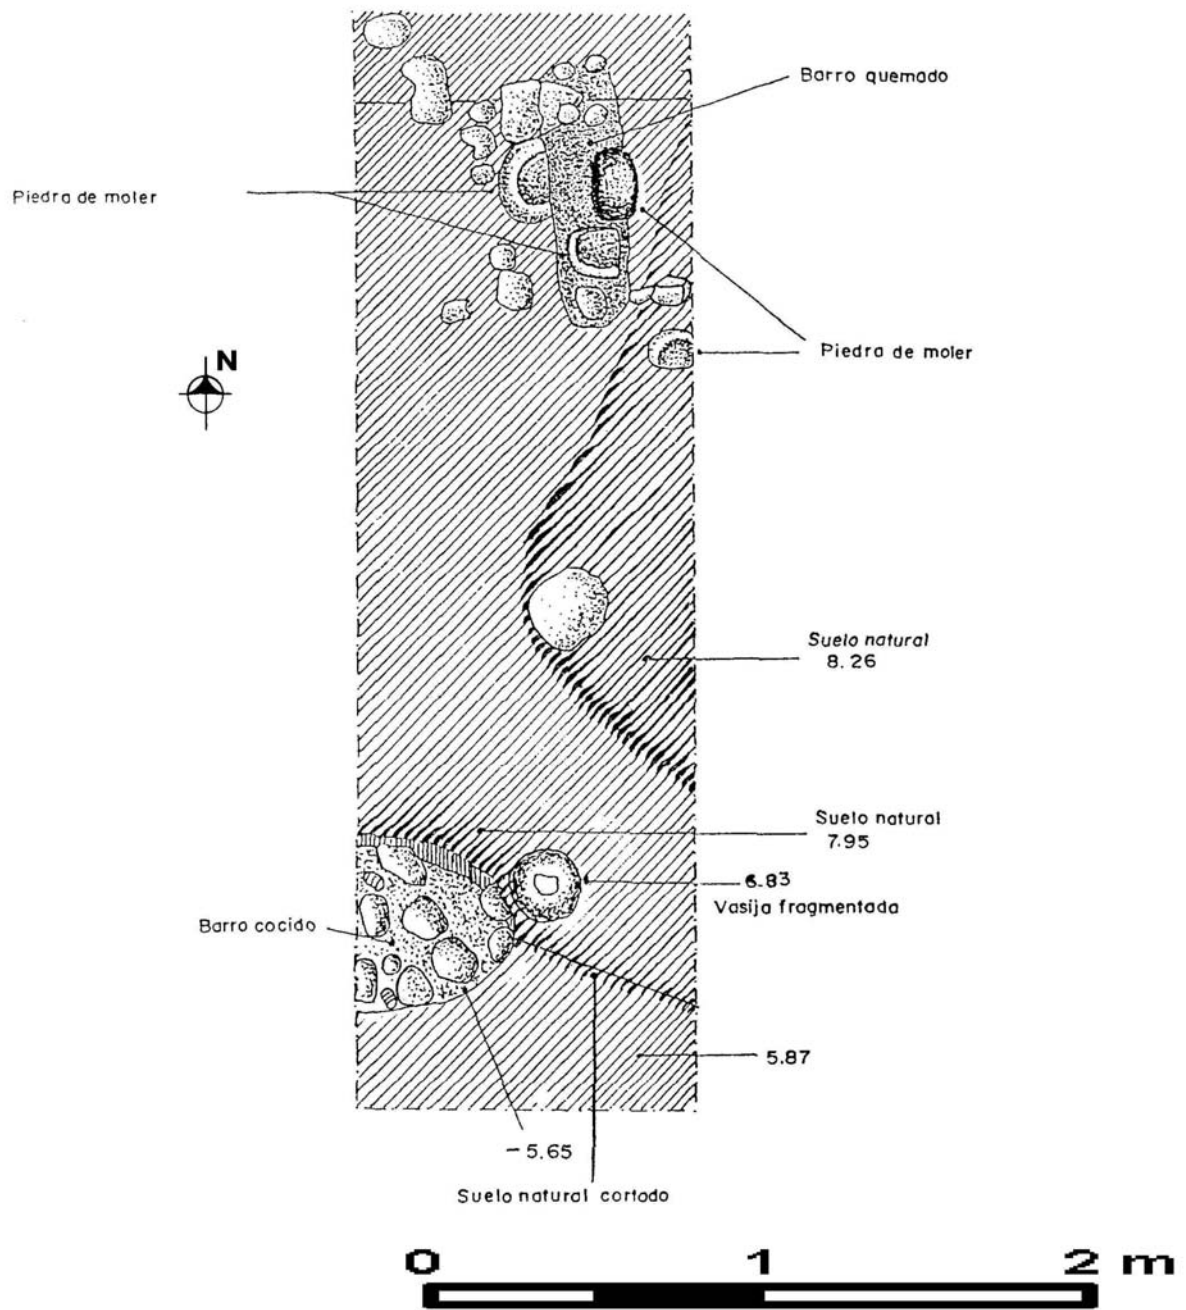 Barro quemado
Piedra de moler
Piedra de moler
N
Suelo natural
8.26
Suelo natural
7.95
6.83
Vasija fragmentada
Barro cocido
5.87
-5.65
Suelo natural cortado
0 1 2 m